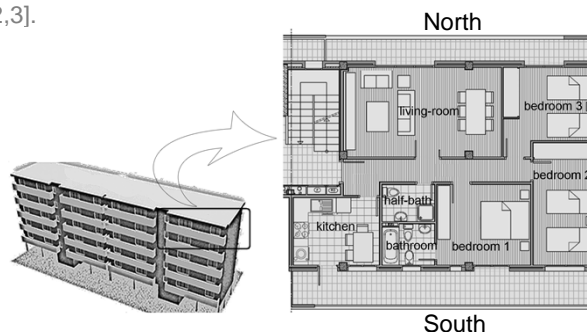 2,3].
North
living-room
bedroom 3
bedroom 2
half-bath
kitchen
bathroom
bedroom 1
South